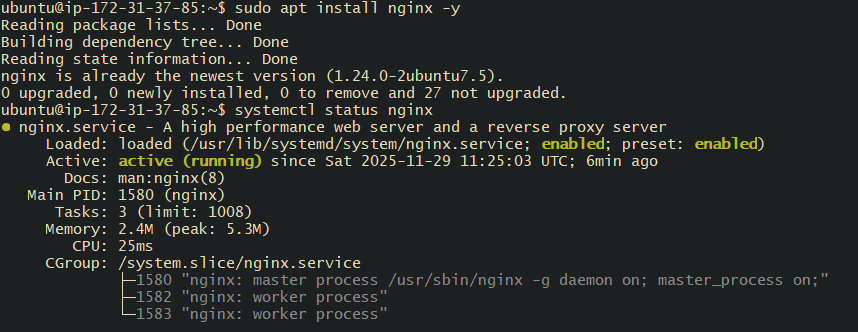 ubuntu@ip-172-31-37-85:~$ sudo apt install nginx -y
Reading package lists... Done
Building dependency tree... Done
Reading state information... Done
nginx is already the newest version (1.24.0-2ubuntu7.5).
0 upgraded, 0 newly installed, 0 to remove and 27 not upgraded.
ubuntu@ip-172-31-37-85:~$ systemctl status nginx
● nginx.service - A high performance web server and a reverse proxy server
     Loaded: loaded (/usr/lib/systemd/system/nginx.service; enabled; preset: enabled)
     Active: active (running) since Sat 2025-11-29 11:25:03 UTC; 6min ago
       Docs: man:nginx(8)
   Main PID: 1580 (nginx)
      Tasks: 3 (limit: 1008)
     Memory: 2.4M (peak: 5.3M)
        CPU: 25ms
     CGroup: /system.slice/nginx.service
             ├─1580 "nginx: master process /usr/sbin/nginx -g daemon on; master_process on;"
             ├─1582 "nginx: worker process"
             └─1583 "nginx: worker process"